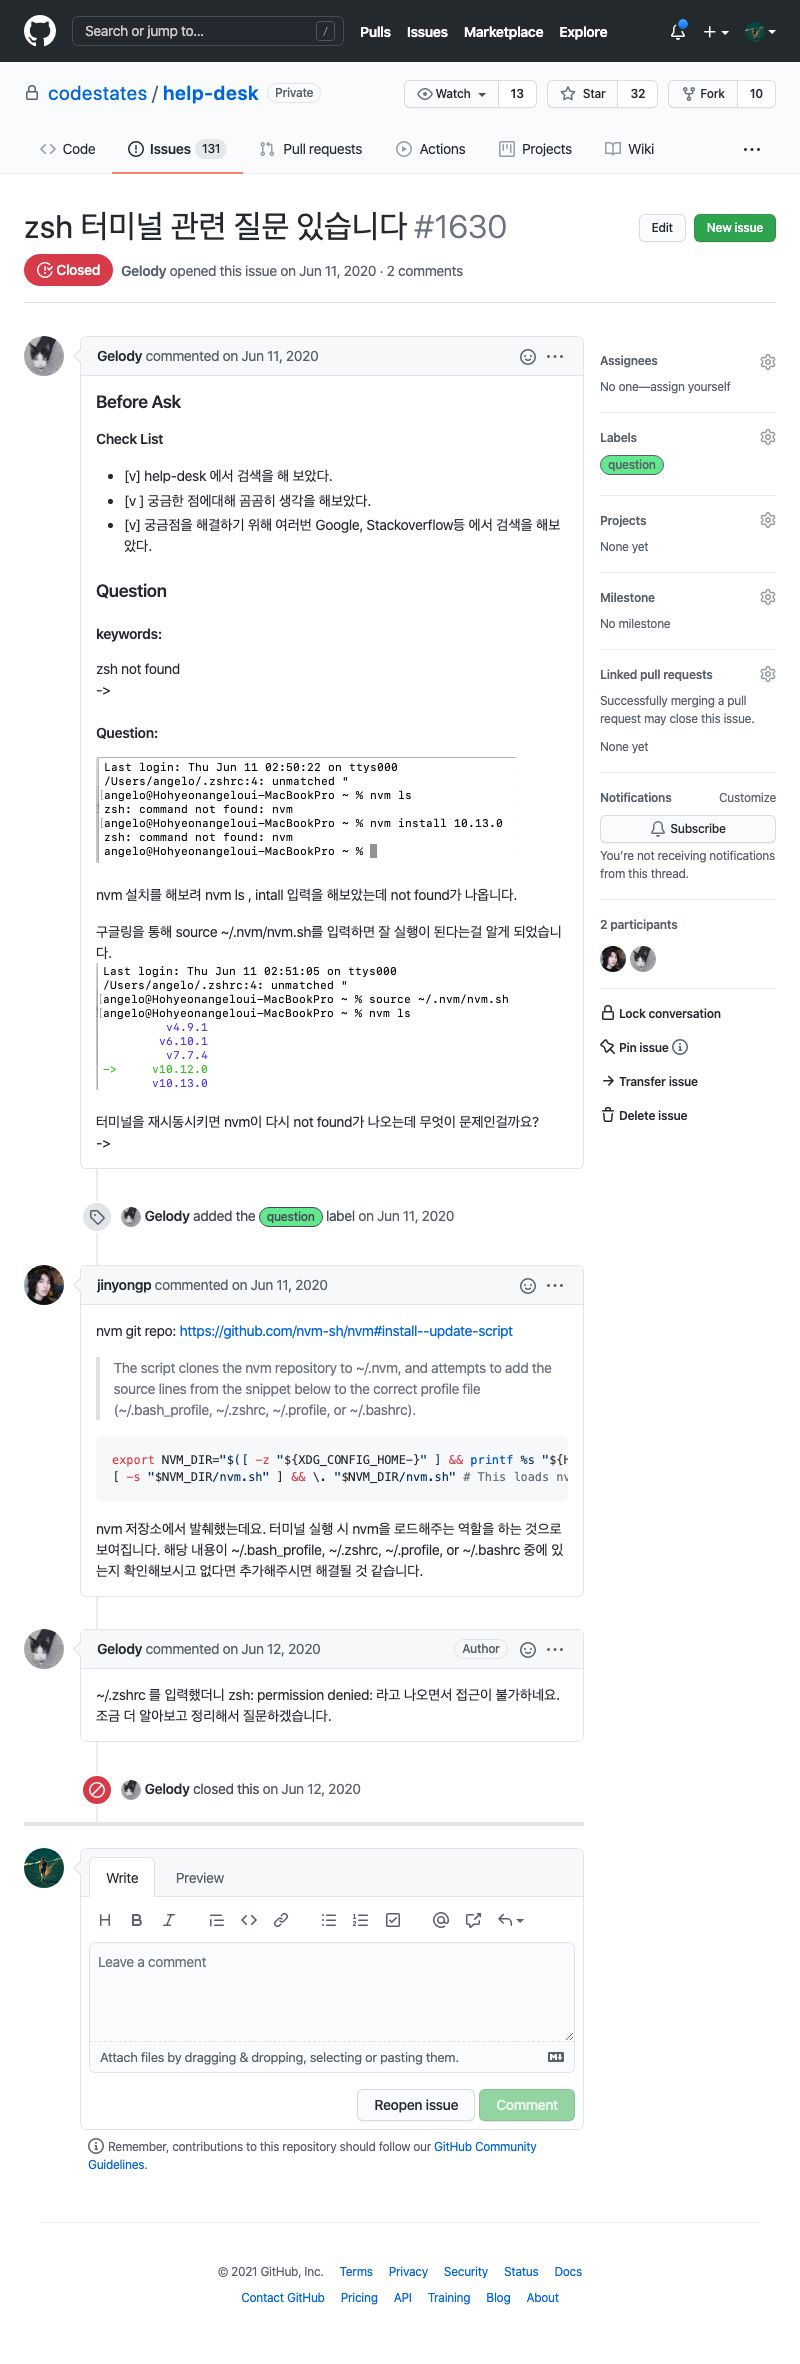 Search or jump to... /
Pulls Issues Marketplace Explore
codestates / help-desk Private
Watch 13 Star 32 Fork 10
Code Issues 131 Pull requests Actions Projects Wiki
zsh 터미널 관련 질문 있습니다 #1630
Edit New issue
Closed Gelody opened this issue on Jun 11, 2020 · 2 comments
Gelody commented on Jun 11, 2020
Before Ask
Check List
[v] help-desk 에서 검색을 해 보았다.
[v ] 궁금한 점에대해 곰곰히 생각을 해보았다.
[v] 궁금점을 해결하기 위해 여러번 Google, Stackoverflow등 에서 검색을 해보
았다.
Question
keywords:
zsh not found
->
Question:
Last login: Thu Jun 11 02:50:22 on ttys000
/Users/angelo/.zshrc:4: unmatched "
[angelo@Hohyeonangeloui-MacBookPro ~ % nvm ls
zsh: command not found: nvm
[angelo@Hohyeonangeloui-MacBookPro ~ % nvm install 10.13.0
zsh: command not found: nvm
angelo@Hohyeonangeloui-MacBookPro ~ %
nvm 설치를 해보려 nvm ls , intall 입력을 해보았는데 not found가 나옵니다.
구글링을 통해 source ~/.nvm/nvm.sh를 입력하면 잘 실행이 된다는걸 알게 되었습니
다.
Last login: Thu Jun 11 02:51:05 on ttys000
/Users/angelo/.zshrc:4: unmatched "
[angelo@Hohyeonangeloui-MacBookPro ~ % source ~/.nvm/nvm.sh
[angelo@Hohyeonangeloui-MacBookPro ~ % nvm ls
v4.9.1
v6.10.1
v7.7.4
-> v10.12.0
v10.13.0
터미널을 재시동시키면 nvm이 다시 not found가 나오는데 무엇이 문제인걸까요?
->
Assignees
No one—assign yourself
Labels
question
Projects
None yet
Milestone
No milestone
Linked pull requests
Successfully merging a pull
request may close this issue.
None yet
Notifications Customize
Subscribe
You're not receiving notifications
from this thread.
2 participants
Lock conversation
Pin issue
Transfer issue
Delete issue
Gelody added the question label on Jun 11, 2020
jinyongp commented on Jun 11, 2020
nvm git repo: https://github.com/nvm-sh/nvm#install--update-script
The script clones the nvm repository to ~/.nvm, and attempts to add the
source lines from the snippet below to the correct profile file
(~/.bash_profile, ~/.zshrc, ~/.profile, or ~/.bashrc).
export NVM_DIR="$([ -z "${XDG_CONFIG_HOME-}" ] && printf %s "${H
[ -s "$NVM_DIR/nvm.sh" ] && \. "$NVM_DIR/nvm.sh" # This loads nv
nvm 저장소에서 발췌했는데요. 터미널 실행 시 nvm을 로드해주는 역할을 하는 것으로
보여집니다. 해당 내용이 ~/.bash_profile, ~/.zshrc, ~/.profile, or ~/.bashrc 중에 있
는지 확인해보시고 없다면 추가해주시면 해결될 것 같습니다.
Gelody commented on Jun 12, 2020 Author
~/.zshrc 를 입력했더니 zsh: permission denied: 라고 나오면서 접근이 불가하네요.
조금 더 알아보고 정리해서 질문하겠습니다.
Gelody closed this on Jun 12, 2020
Write Preview
H B I
Leave a comment
Attach files by dragging & dropping, selecting or pasting them.
Reopen issue Comment
Remember, contributions to this repository should follow our GitHub Community
Guidelines.
© 2021 GitHub, Inc. Terms Privacy Security Status Docs
Contact GitHub Pricing API Training Blog About